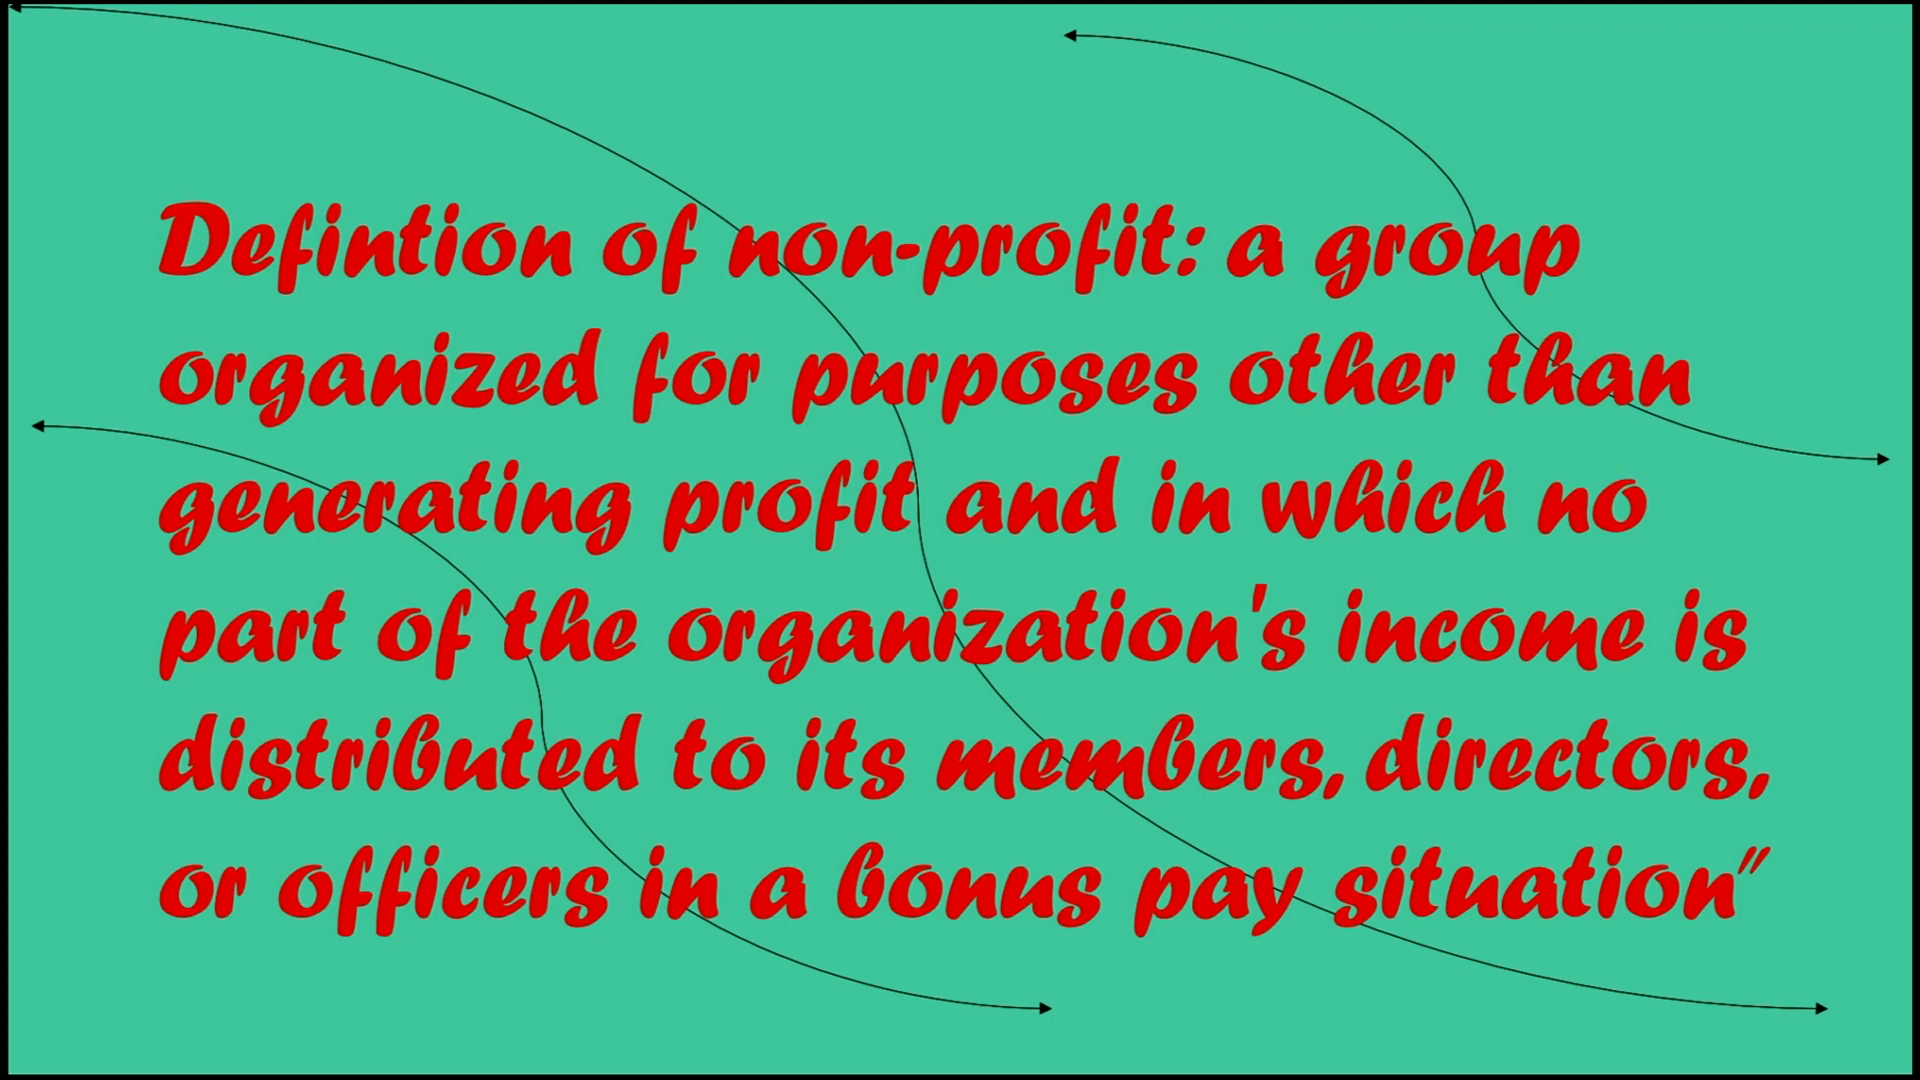 Defintion of non-profit: a group
organized for purposes other than
generating profit and in which no
part of the organization's income is
distributed to its members, directors,
or officers in a bonus pay situation”